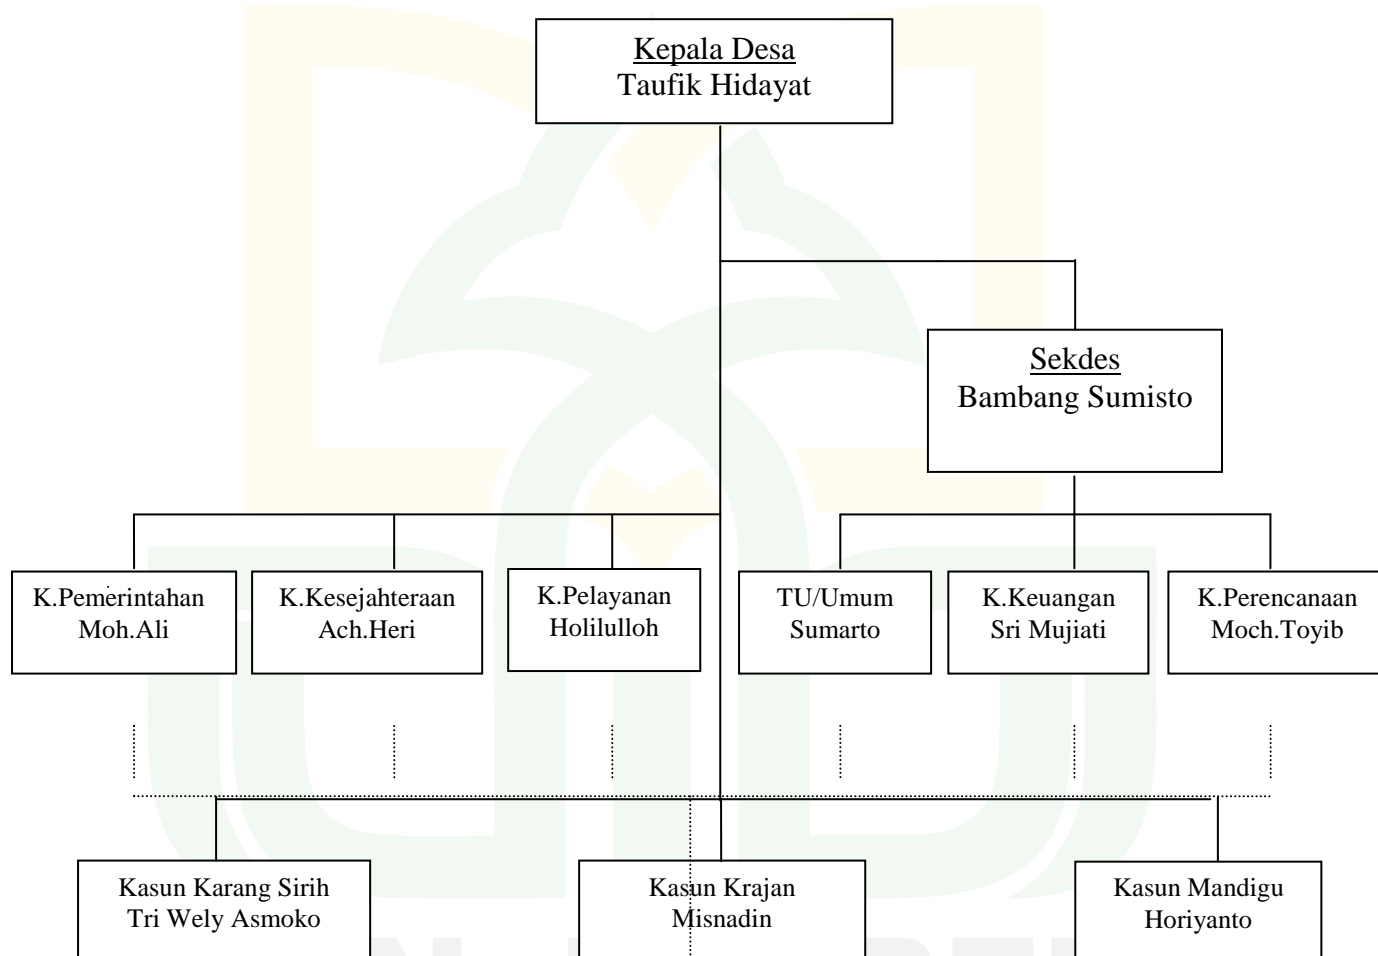 Kepala Desa
Taufik Hidayat
Sekdes
Bambang Sumisto
K.Pemerintahan
Moh.Ali
K.Kesejahteraan
Ach.Heri
K.Pelayanan
Holilulloh
TU/Umum
Sumarto
K.Keuangan
Sri Mujiati
K.Perencanaan
Moch.Toyib
Kasun Karang Sirih
Tri Wely Asmoko
Kasun Krajan
Misnadin
Kasun Mandigu
Horiyanto